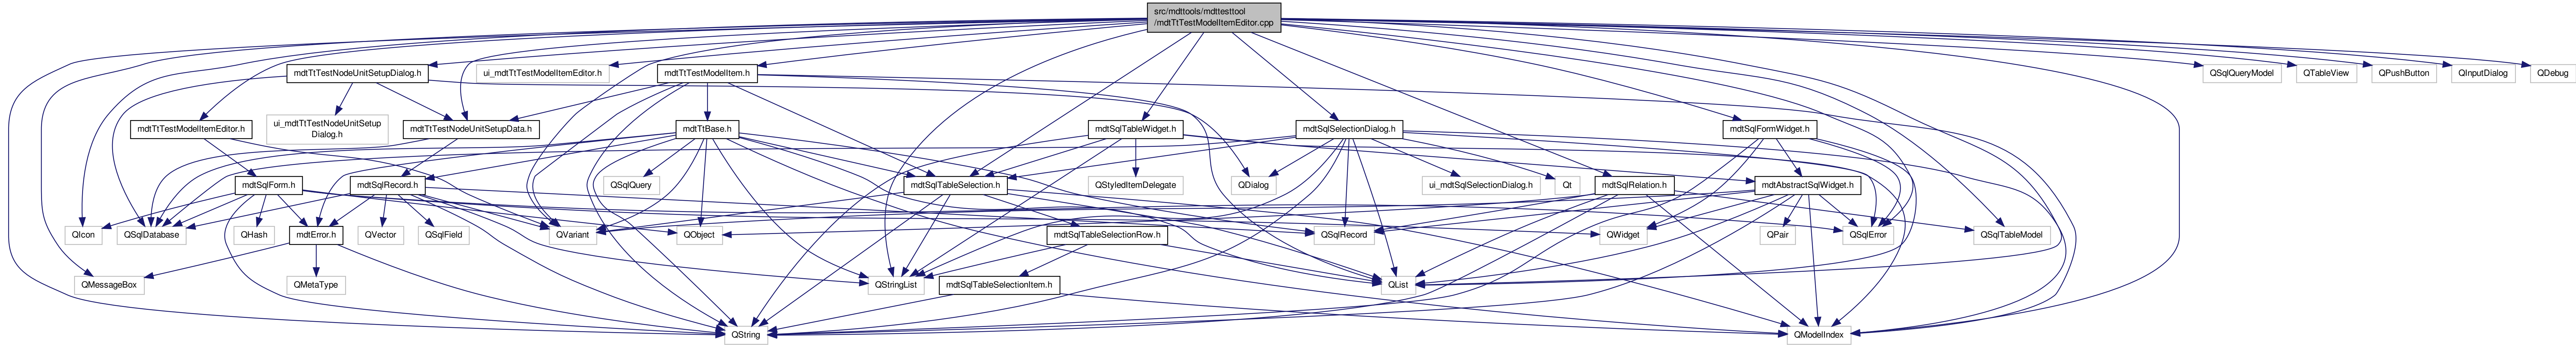 src/mdttools/mdttesttool
/mdtTtTestModelItemEditor.cpp
mdtTtTestNodeUnitSetupDialog.h
ui_mdtTtTestModelItemEditor.h
mdtTtTestModelItem.h
QSqlQueryModel
QTableView
QPushButton
QInputDialog
QDebug
mdtTtTestModelItemEditor.h
ui_mdtTtTestNodeUnitSetup
Dialog.h
mdtTtTestNodeUnitSetupData.h
mdtTtBase.h
mdtSqlTableWidget.h
mdtSqlSelectionDialog.h
mdtSqlFormWidget.h
mdtSqlForm.h
mdtSqlRecord.h
QSqlQuery
mdtSqlTableSelection.h
QStyledItemDelegate
QDialog
ui_mdtSqlSelectionDialog.h
Qt
mdtSqlRelation.h
mdtAbstractSqlWidget.h
QIcon
QSqlDatabase
QHash
mdtError.h
QVector
QSqlField
QVariant
QObject
mdtSqlTableSelectionRow.h
QSqlRecord
QWidget
QPair
QSqlError
QSqlTableModel
QMessageBox
QMetaType
QStringList
mdtSqlTableSelectionItem.h
QList
QString
QModelIndex